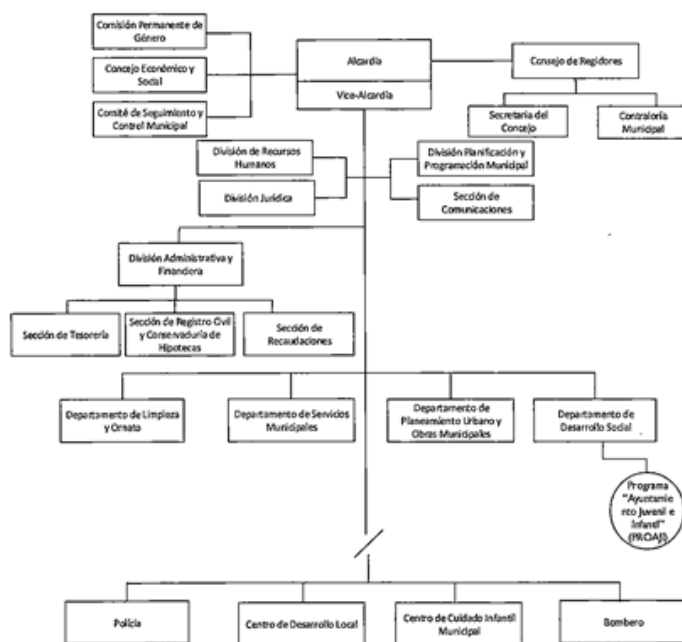 Comisión Permanente de
Género
Concejo Económico y
Social
Comité de Seguimiento y
Control Municipal
Alcardía
Vice-Alcardía
Consejo de Regidores
Secretaria del
Concejo
Contraloría
Municipal
División de Recursos
Humanos
División Jurídica
División Planificación y
Programación Municipal
Sección de
Comunicaciones
División Administrativa y
Financiera
Sección de Tesorería
Sección de Registro Civil
y Conservaduría de
Hipotecas
Sección de
Recaudaciones
Departamento de Limpieza
y Ornato
Departamento de Servicios
Municipales
Departamento de
Planeamiento Urbano y
Obras Municipales
Departamento de
Desarrollo Social
Programa
"Ayuntamie
nto Juvenil e
Infantil"
(PROAJI)
Polícia
Centro de Desarrollo Local
Centro de Cuidado Infantil
Municipal
Bombero